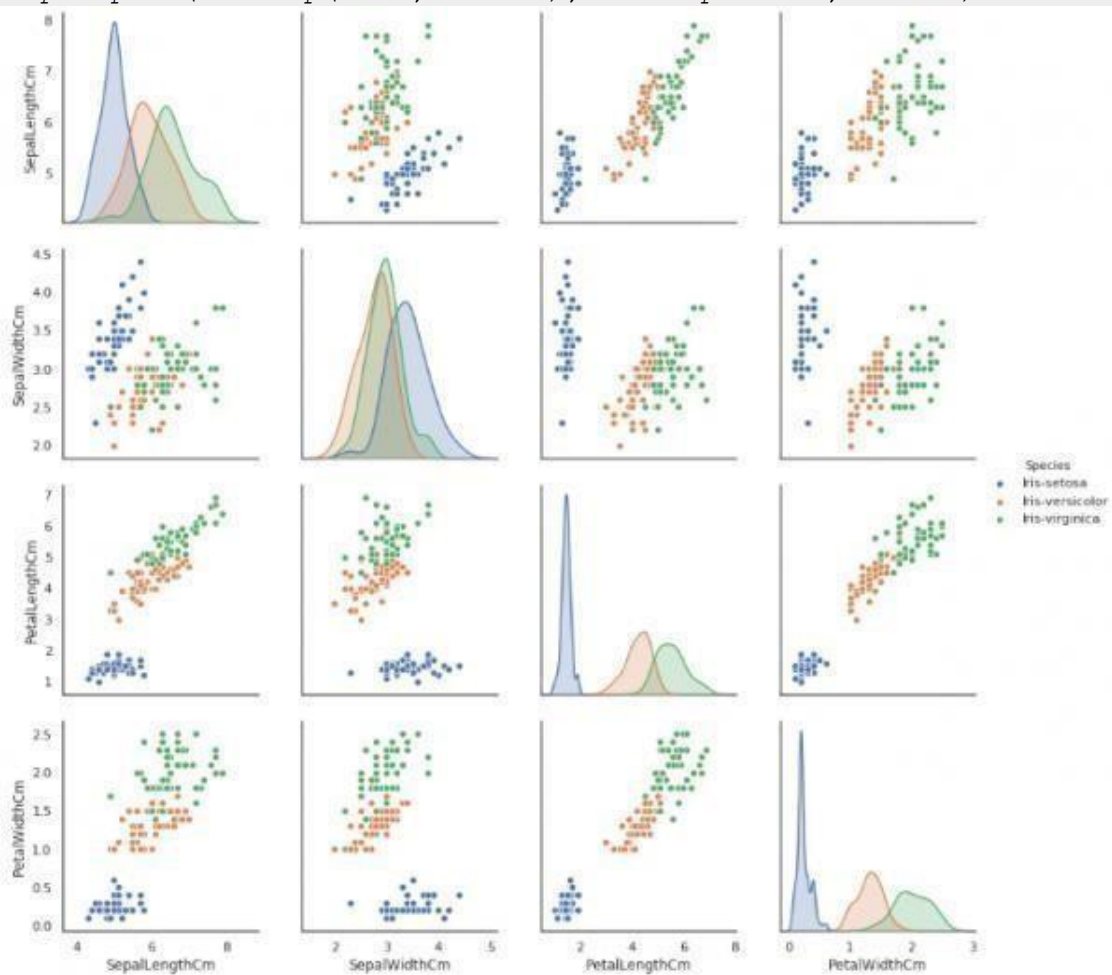 8
7
6
5
SepalLengthCm
4.5
4.0
3.5
3.0
2.5
2.0
SepalWidthCm
Species
Iris-setosa
Iris-versicolor
Iris-virginica
7
6
5
4
3
2
1
PetalLengthCm
2.5
2.0
1.5
1.0
0.5
0.0
PetalWidthCm
4 6 8
2 3 4 5
2 4 6 8
0 1 2 3
SepalLengthCm
SepalWidthCm
PetalLengthCm
PetalWidthCm